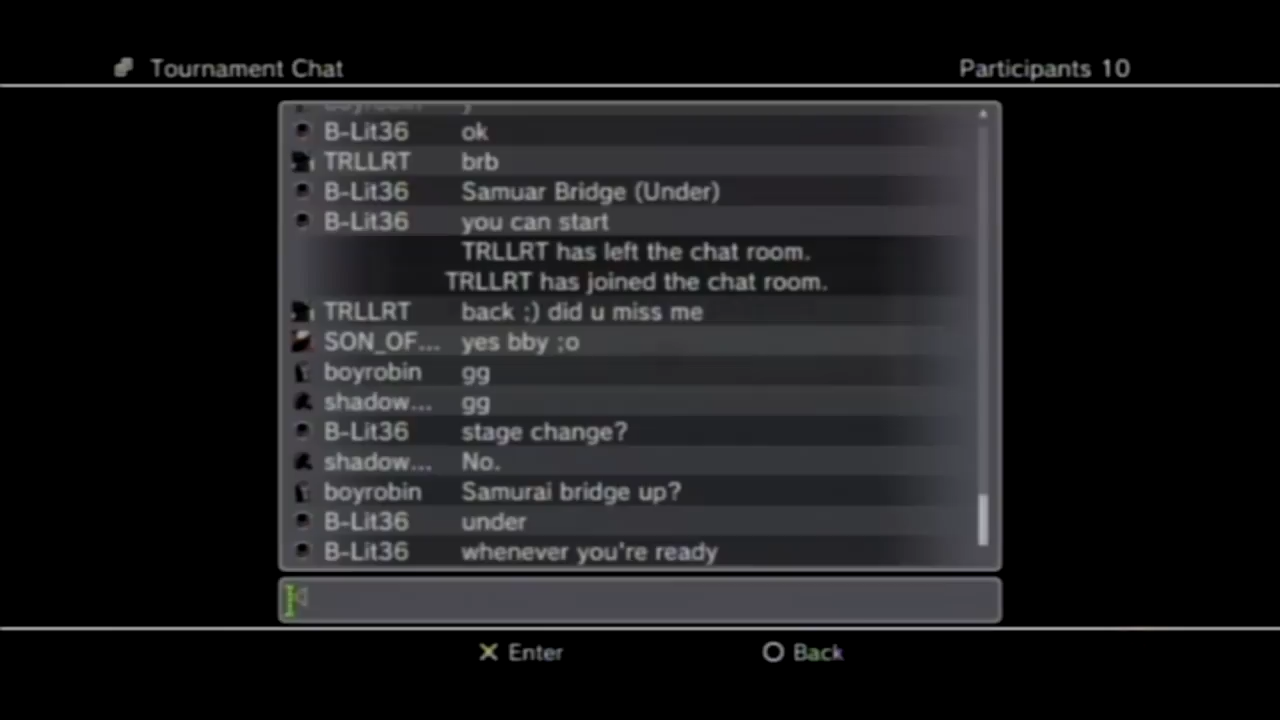 Tournament Chat Participants 10
B-Lit36 ok
TRLLRT brb
B-Lit36 Samuar Bridge (Under)
B-Lit36 you can start
TRLLRT has left the chat room.
TRLLRT has joined the chat room.
TRLLRT back ;) did u miss me
SON_OF... yes bby ;o
boyrobin gg
shadow... gg
B-Lit36 stage change?
shadow... No.
boyrobin Samurai bridge up?
B-Lit36 under
B-Lit36 whenever you're ready
Enter Back